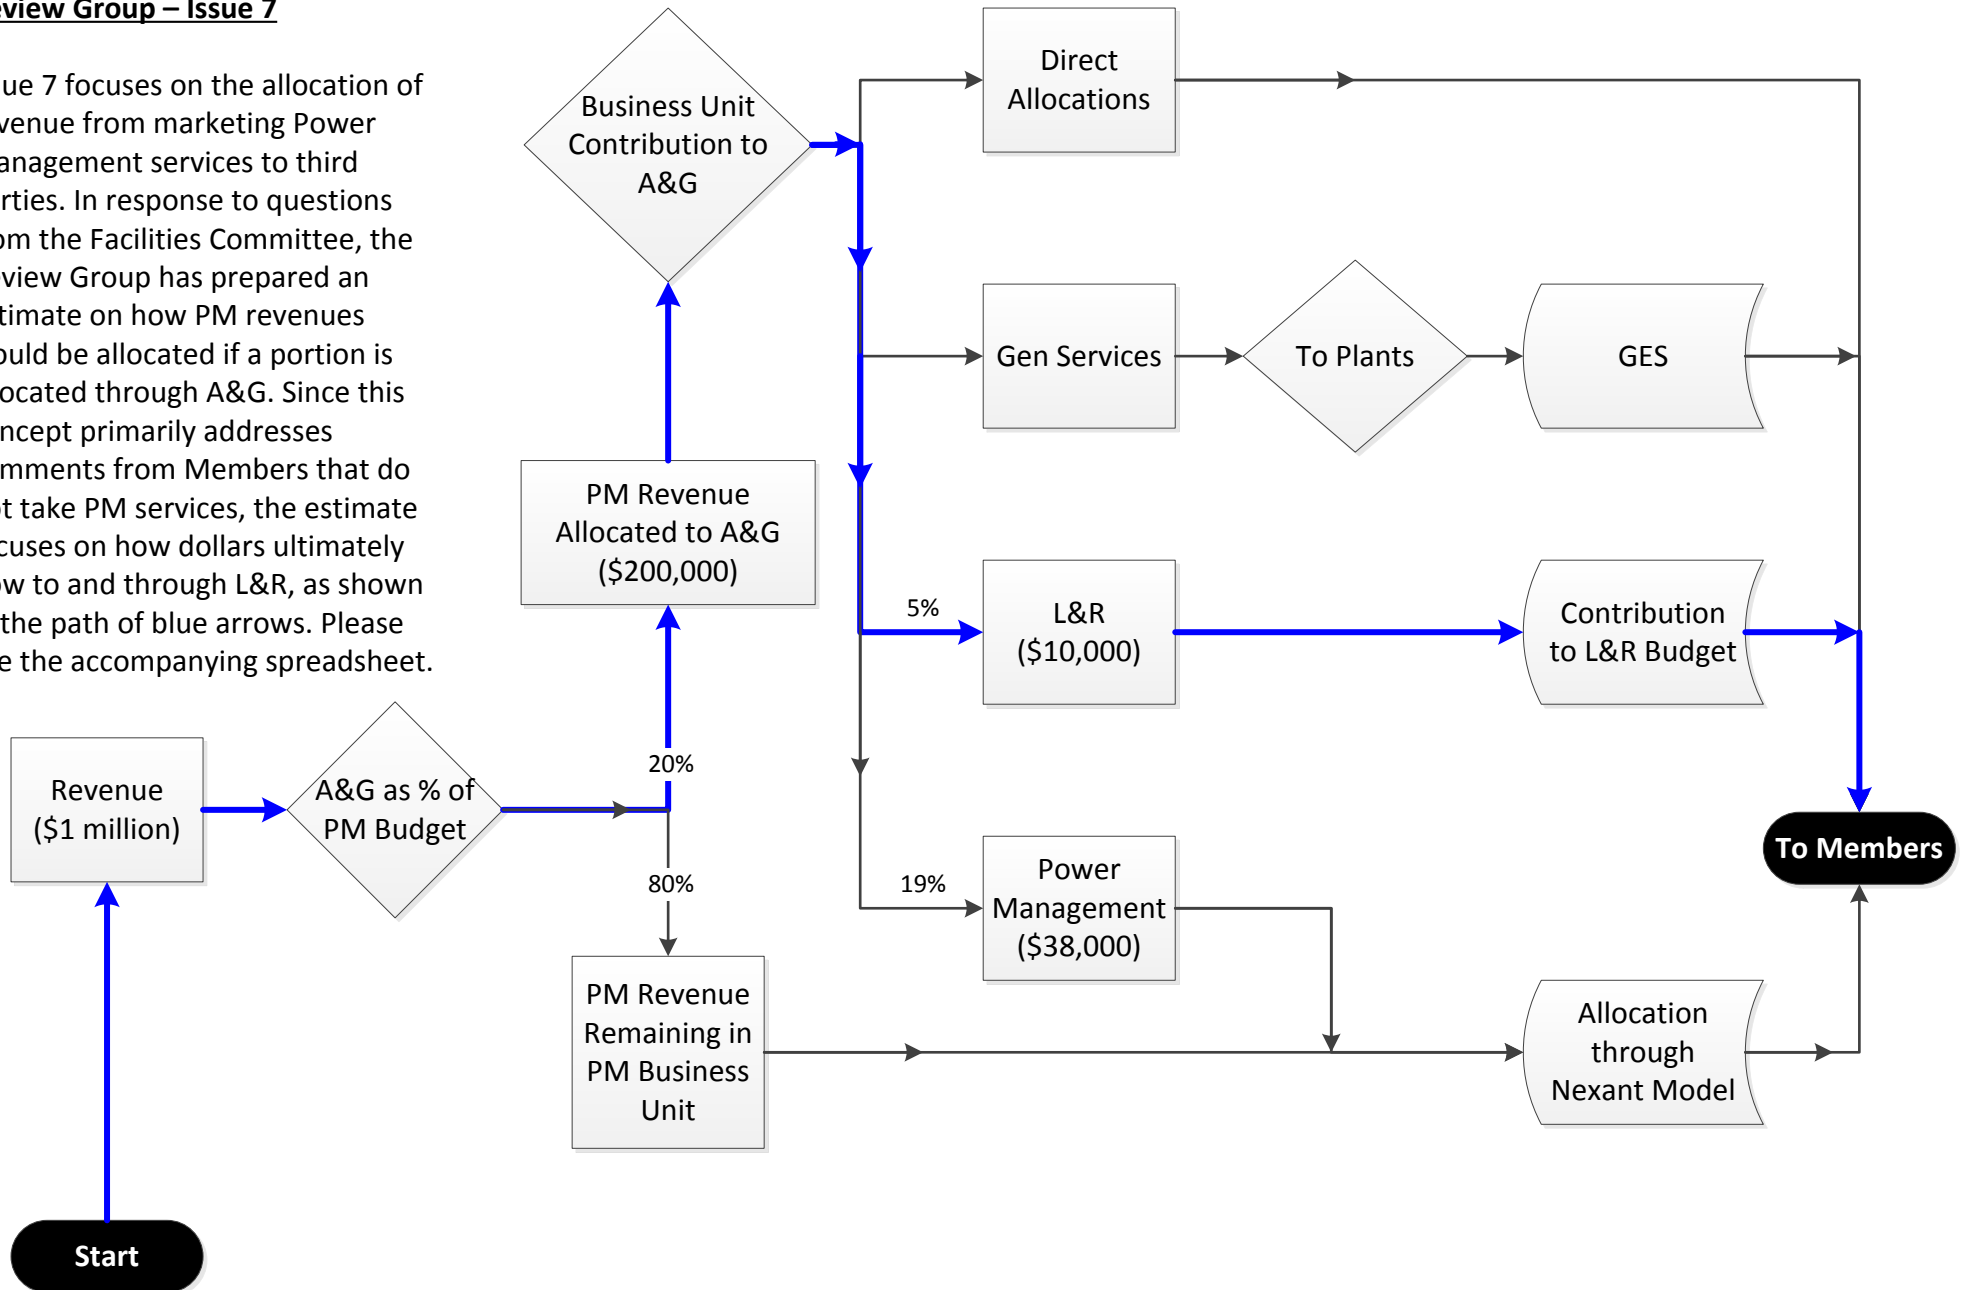 eview Group – Issue 7
ue 7 focuses on the allocation of
venue from marketing Power
anagement services to third
rties. In response to questions
om the Facilities Committee, the
eview Group has prepared an
timate on how PM revenues
ould be allocated if a portion is
ocated through A&G. Since this
ncept primarily addresses
mments from Members that do
ot take PM services, the estimate
cuses on how dollars ultimately
ow to and through L&R, as shown
the path of blue arrows. Please
e the accompanying spreadsheet.
Start
Revenue
($1 million)
A&G as % of
PM Budget
20%
80%
PM Revenue
Allocated to A&G
($200,000)
Business Unit
Contribution to
A&G
PM Revenue
Remaining in
PM Business
Unit
Direct
Allocations
Gen Services
To Plants
GES
5%
L&R
($10,000)
Contribution
to L&R Budget
19%
Power
Management
($38,000)
Allocation
through
Nexant Model
To Members